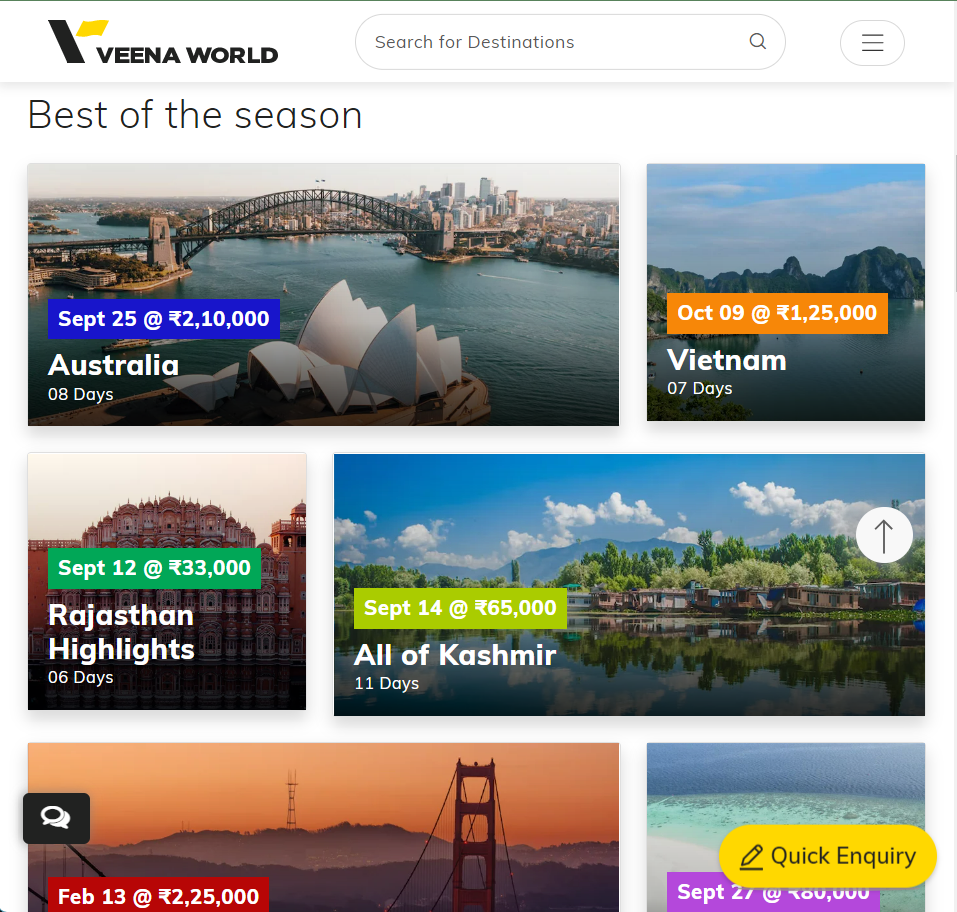 VEENA WORLD
Search for Destinations
Best of the season
Sept 25 @ ₹2,10,000
Australia
08 Days
Oct 09 @ ₹1,25,000
Vietnam
07 Days
Sept 12 @ ₹33,000
Rajasthan
Highlights
06 Days
Sept 14 @ ₹65,000
All of Kashmir
11 Days
Feb 13 @ ₹2,25,000
Quick Enquiry
Sept 27 @ ₹80,000